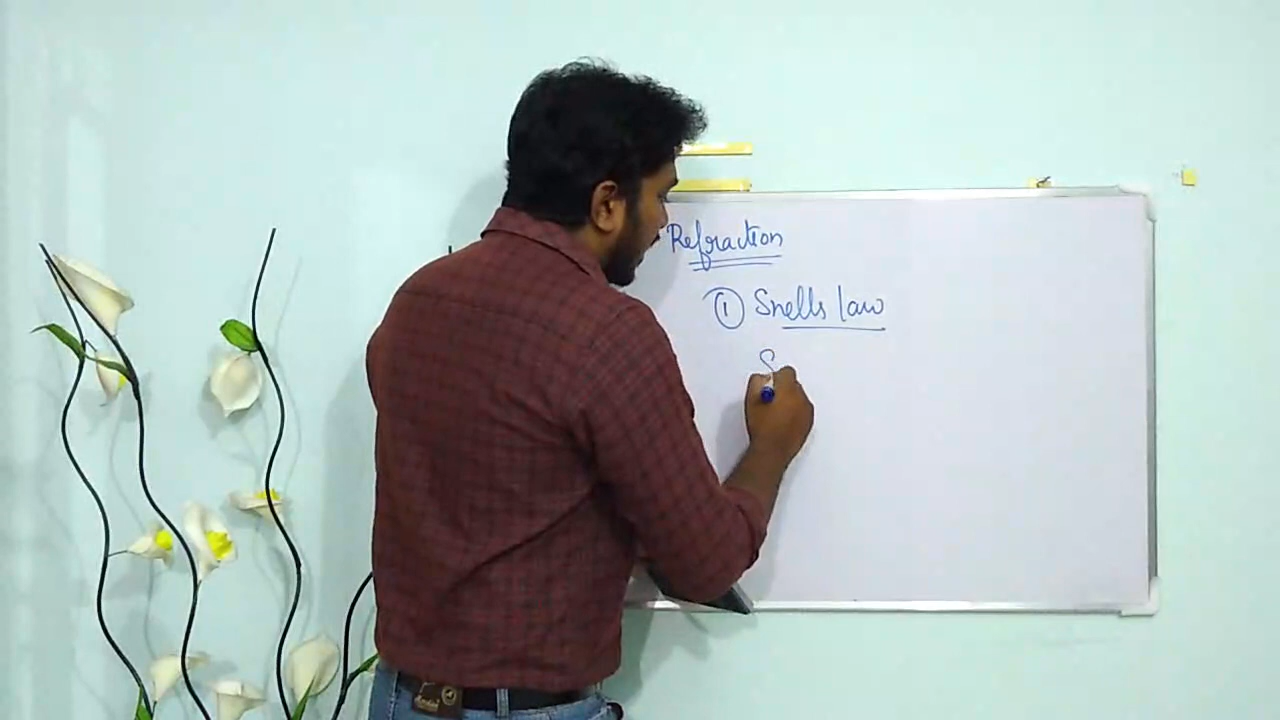 Refraction
① Snells law
S